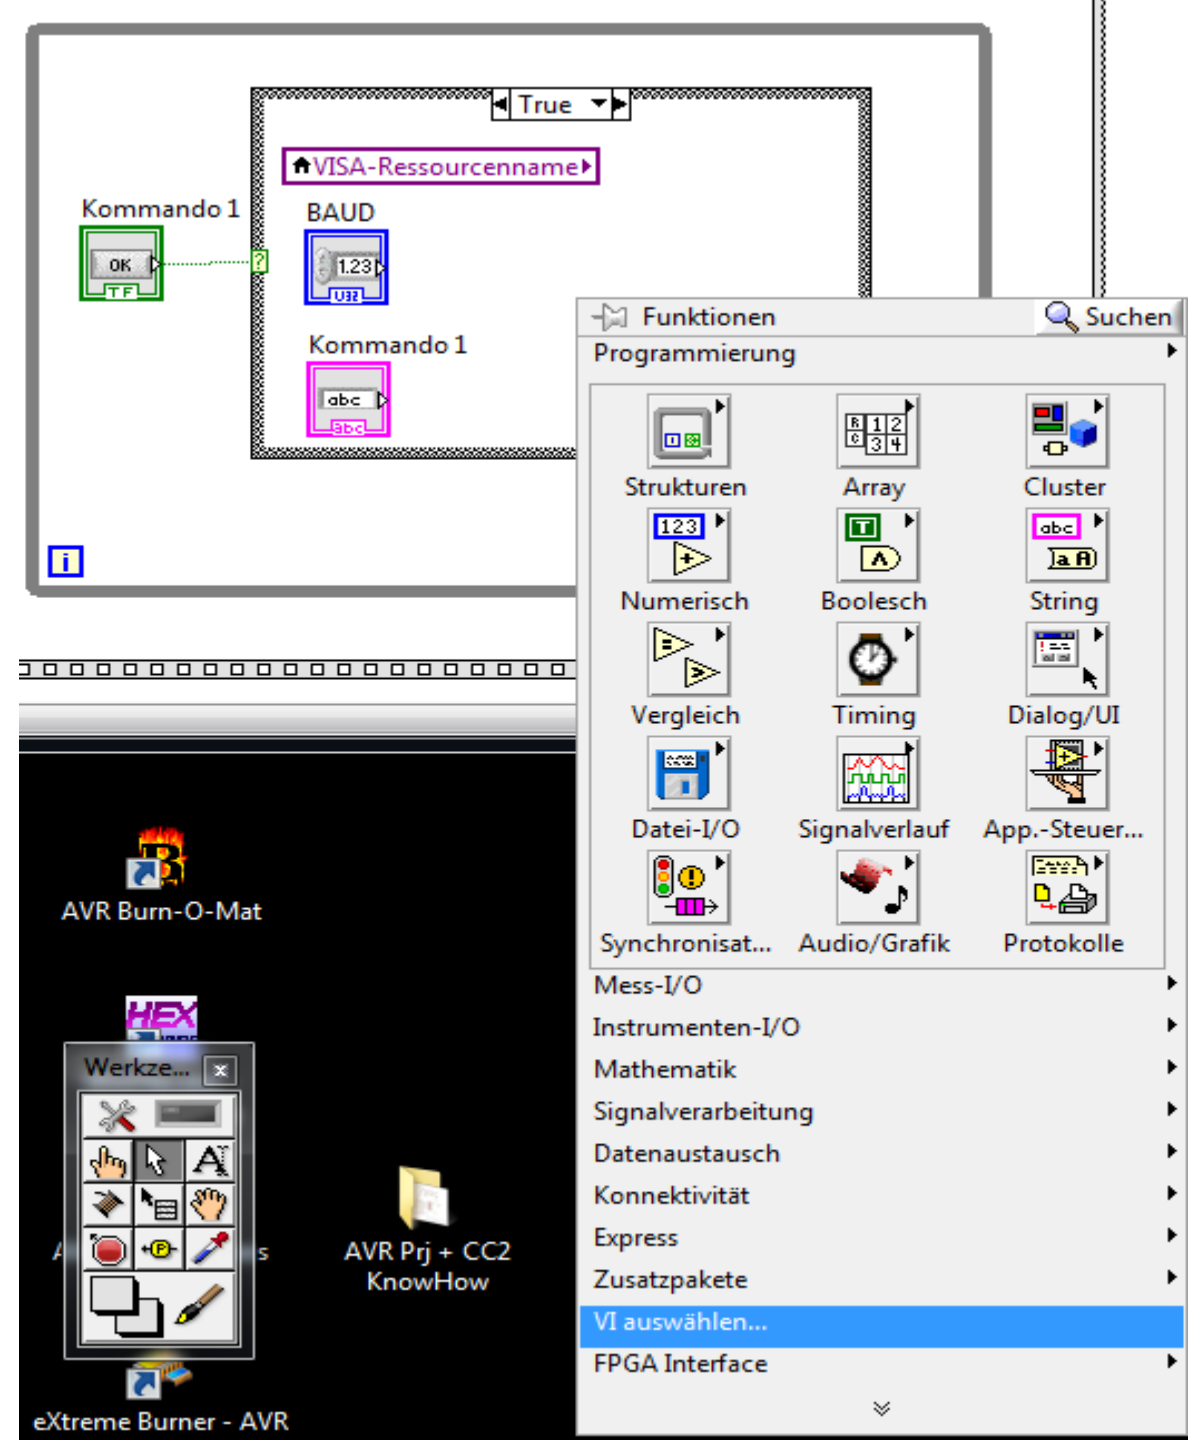 True
VISA-Ressourcenname
Kommando 1
BAUD
OK
TF
1.23
U32
Kommando 1
abc
abc
i
Funktionen
Suchen
Programmierung
Strukturen
Array
Cluster
Numerisch
Boolesch
String
Vergleich
Timing
Dialog/UI
Datei-I/O
Signalverlauf
App.-Steuer...
Synchronisat...
Audio/Grafik
Protokolle
Mess-I/O
Instrumenten-I/O
Mathematik
Signalverarbeitung
Datenaustausch
Konnektivität
Express
Zusatzpakete
VI auswählen...
FPGA Interface
AVR Burn-O-Mat
HEX
Werkze...
AVR Prj + CC2
KnowHow
eXtreme Burner - AVR